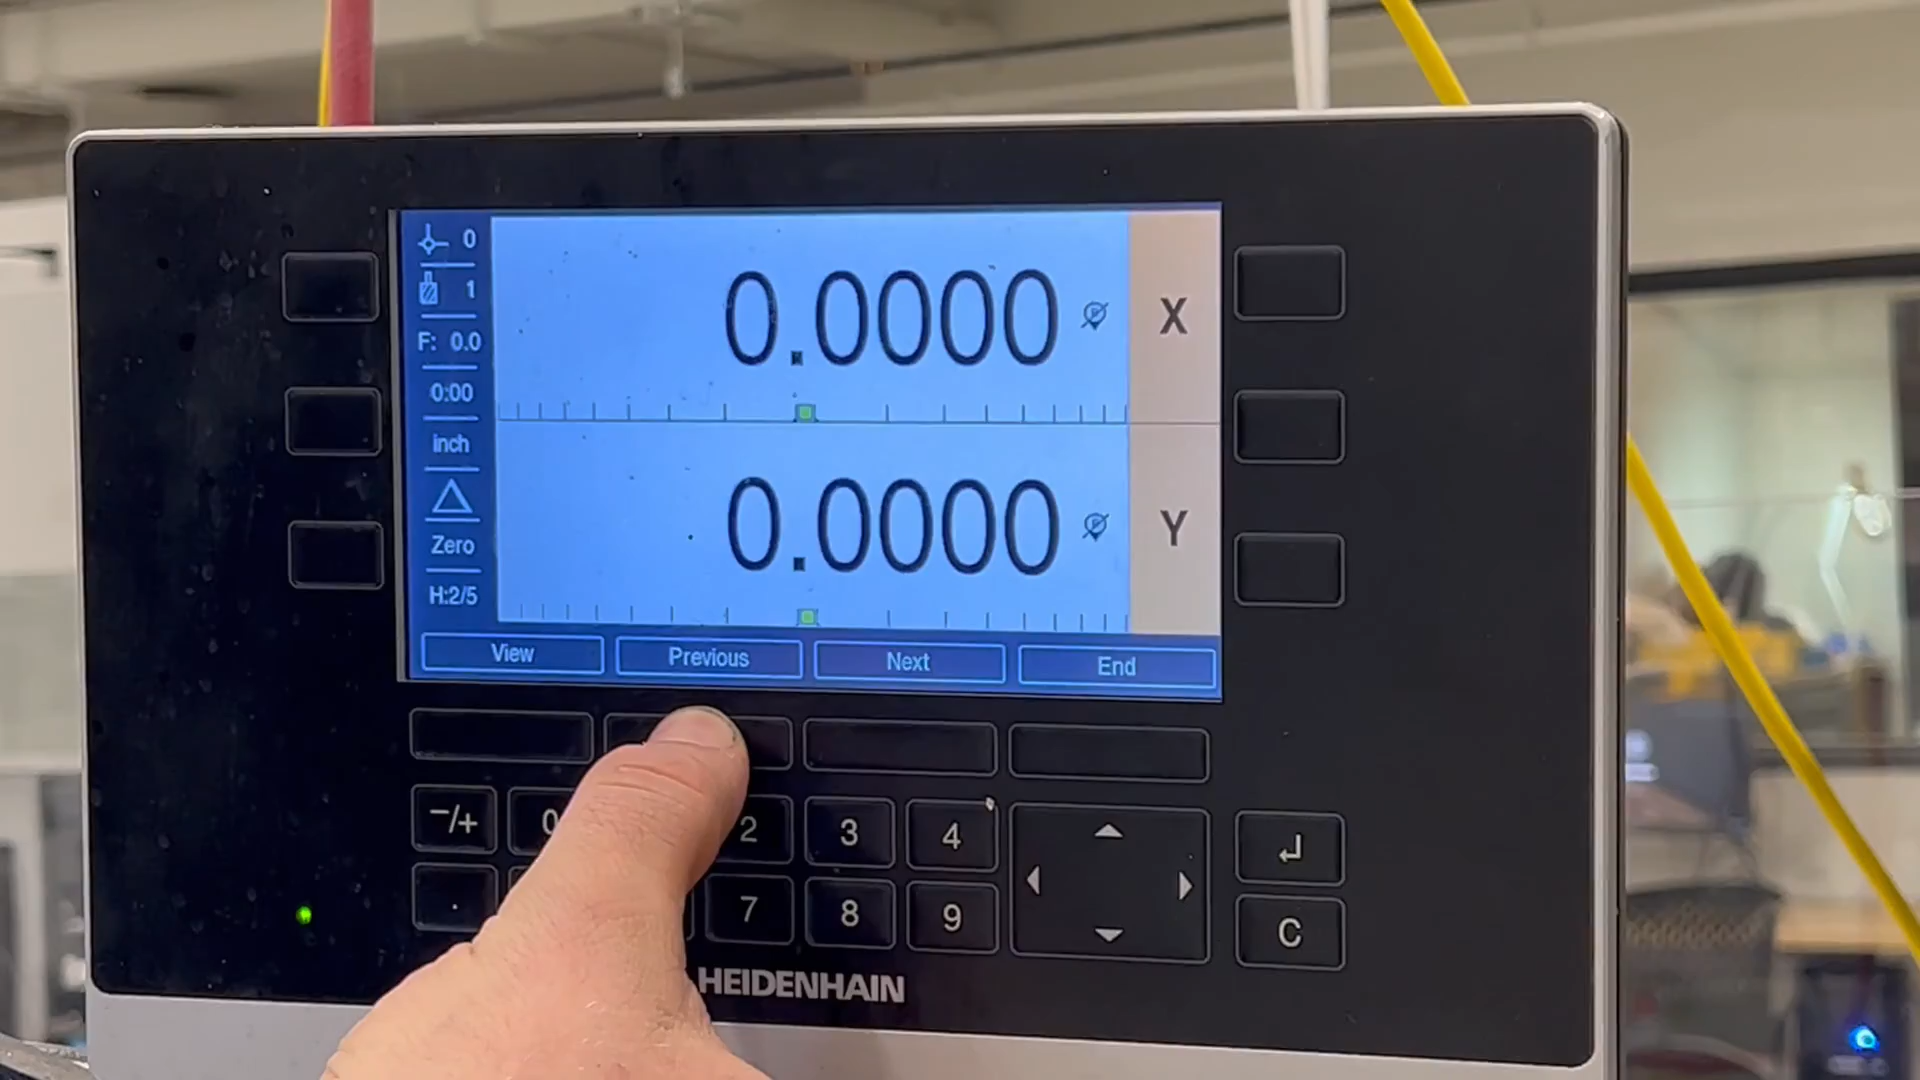 0
1
F: 0.0
0:00
inch
Zero
H:2/5
0.0000 X
0.0000 Y
View Previous Next End
−/+ 0 2 3 4
. 7 8 9 C
HEIDENHAIN